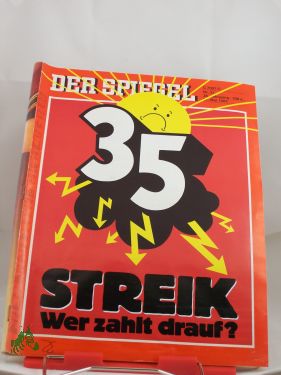 DER SPIEGEL
35
STREIK
Wer zahlt drauf?